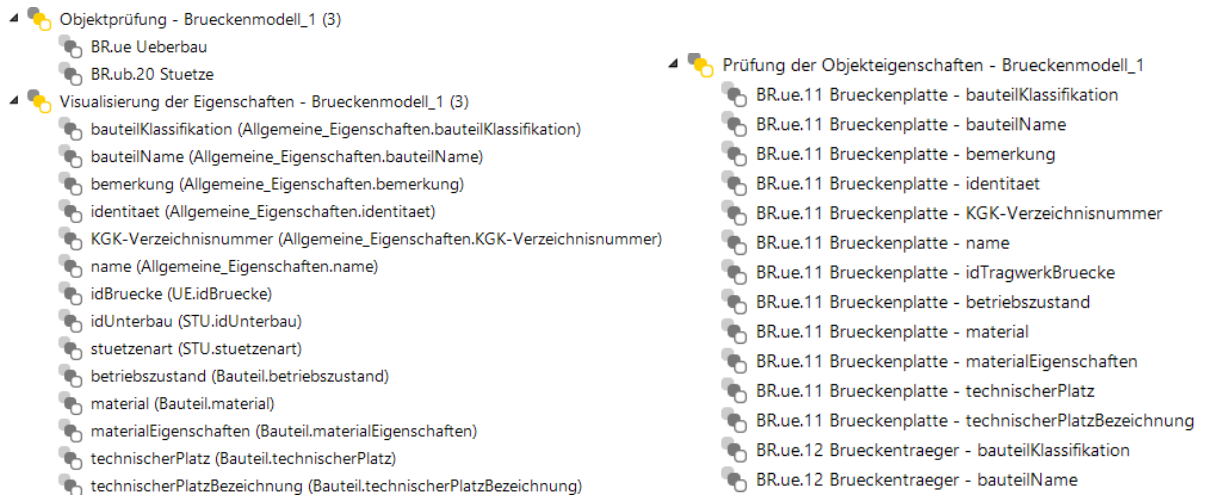 Objektprüfung - Brueckenmodell_1 (3)
BR.ue Ueberbau
BR.ub.20 Stuetze
Visualisierung der Eigenschaften - Brueckenmodell_1 (3)
bauteilKlassifikation (Allgemeine_Eigenschaften.bauteilKlassifikation)
bauteilName (Allgemeine_Eigenschaften.bauteilName)
bemerkung (Allgemeine_Eigenschaften.bemerkung)
identitaet (Allgemeine_Eigenschaften.identitaet)
KGK-Verzeichnisnummer (Allgemeine_Eigenschaften.KGK-Verzeichnisnummer)
name (Allgemeine_Eigenschaften.name)
idBruecke (UE.idBruecke)
idUnterbau (STU.idUnterbau)
stuetzenart (STU.stuetzenart)
betriebszustand (Bauteil.betriebszustand)
material (Bauteil.material)
materialEigenschaften (Bauteil.materialEigenschaften)
technischerPlatz (Bauteil.technischerPlatz)
technischerPlatzBezeichnung (Bauteil.technischerPlatzBezeichnung)
Prüfung der Objekteigenschaften - Brueckenmodell_1
BR.ue.11 Brueckenplatte - bauteilKlassifikation
BR.ue.11 Brueckenplatte - bauteilName
BR.ue.11 Brueckenplatte - bemerkung
BR.ue.11 Brueckenplatte - identitaet
BR.ue.11 Brueckenplatte - KGK-Verzeichnisnummer
BR.ue.11 Brueckenplatte - name
BR.ue.11 Brueckenplatte - idTragwerkBruecke
BR.ue.11 Brueckenplatte - betriebszustand
BR.ue.11 Brueckenplatte - material
BR.ue.11 Brueckenplatte - materialEigenschaften
BR.ue.11 Brueckenplatte - technischerPlatz
BR.ue.11 Brueckenplatte - technischerPlatzBezeichnung
BR.ue.12 Brueckentraeger - bauteilKlassifikation
BR.ue.12 Brueckentraeger - bauteilName